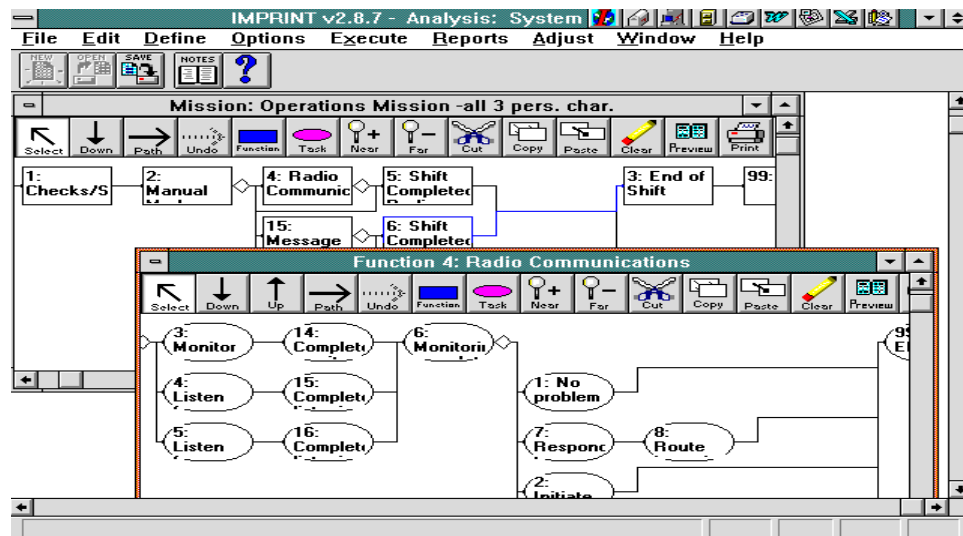 IMPRINT v2.8.7 - Analysis: System
File Edit Define Options Execute Reports Adjust Window Help
NEW OPEN SAVE NOTES
Mission: Operations Mission -all 3 pers. char.
Select Down Path Undo Function Task Near Far Cut Copy Paste Clear Preview Print
1: Checks/S
2: Manual
4: Radio Communic
5: Shift Completec
3: End of Shift
99:
15: Message
6: Shift Completec
Function 4: Radio Communications
Select Down Up Path Undo Function Task Near Far Cut Copy Paste Clear Preview
3: Monitor
14: Complet
6: Monitorin
4: Listen
15: Complet
1: No problem
5: Listen
16: Complet
7: Respond
8: Route
2: Initiate